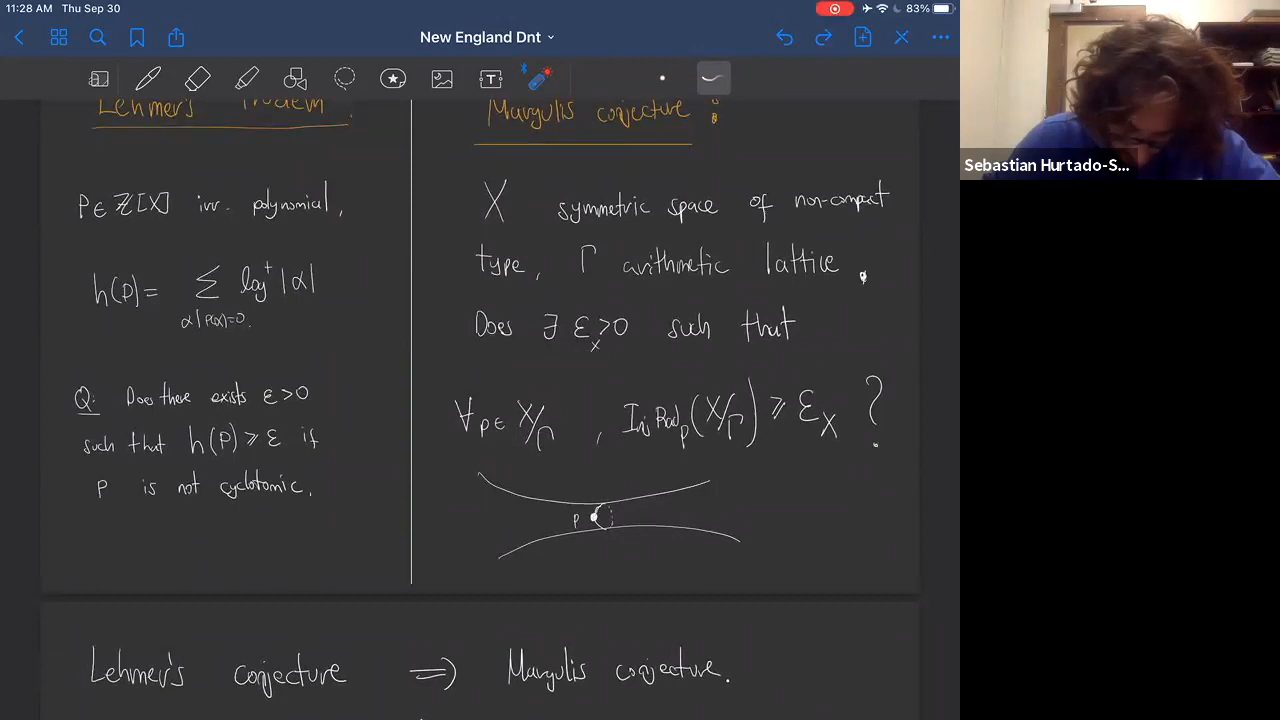 11:28 AM Thu Sep 30
83%
New England Dnt
Lehmer's Problem.
P ∈ ℤ[X] irr. polynomial,
h(P) = Σ log⁺ |α|
α | P(α)=0.
Q: Does there exists ε > 0
such that h(P) ≥ ε if
P is not cyclotomic.
Margulis conjecture :
X symmetric space of non-compact
type, Γ arithmetic lattice.
Does ∃ ε_X > 0 such that
∀ p ∈ X/Γ, InjRad_p (X/Γ) ≥ ε_X ?
P
Lehmer's conjecture ⟹ Margulis conjecture.
Sebastian Hurtado-S...